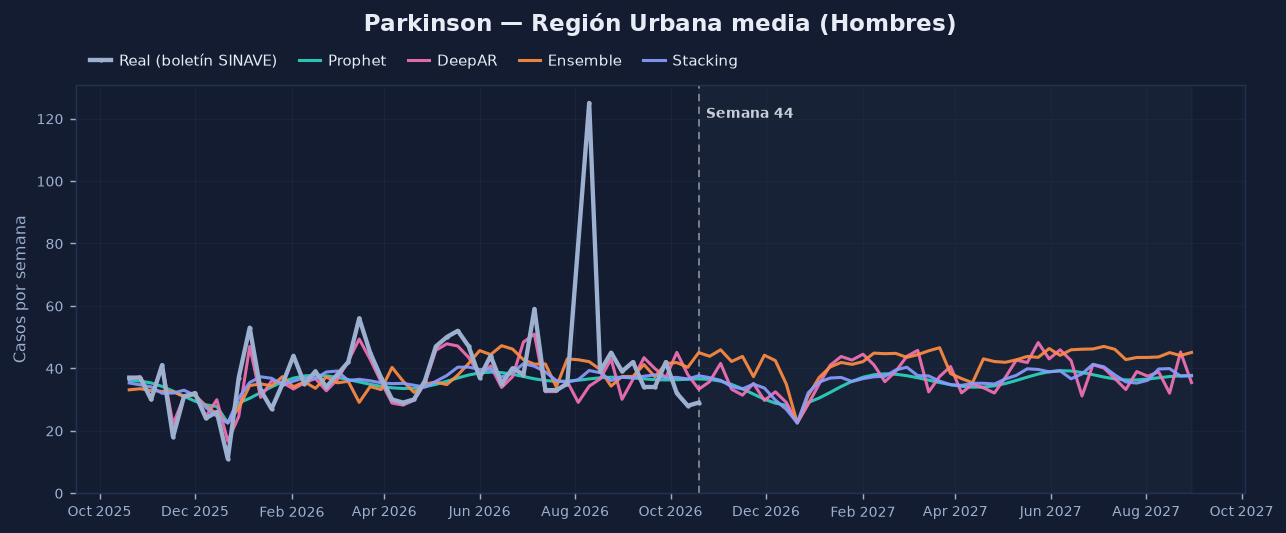 Parkinson — Región Urbana media (Hombres)
Real (boletín SINAVE) Prophet DeepAR Ensemble Stacking
Semana 44
Casos por semana
120
100
80
60
40
20
0
Oct 2025 Dec 2025 Feb 2026 Apr 2026 Jun 2026 Aug 2026 Oct 2026 Dec 2026 Feb 2027 Apr 2027 Jun 2027 Aug 2027 Oct 2027